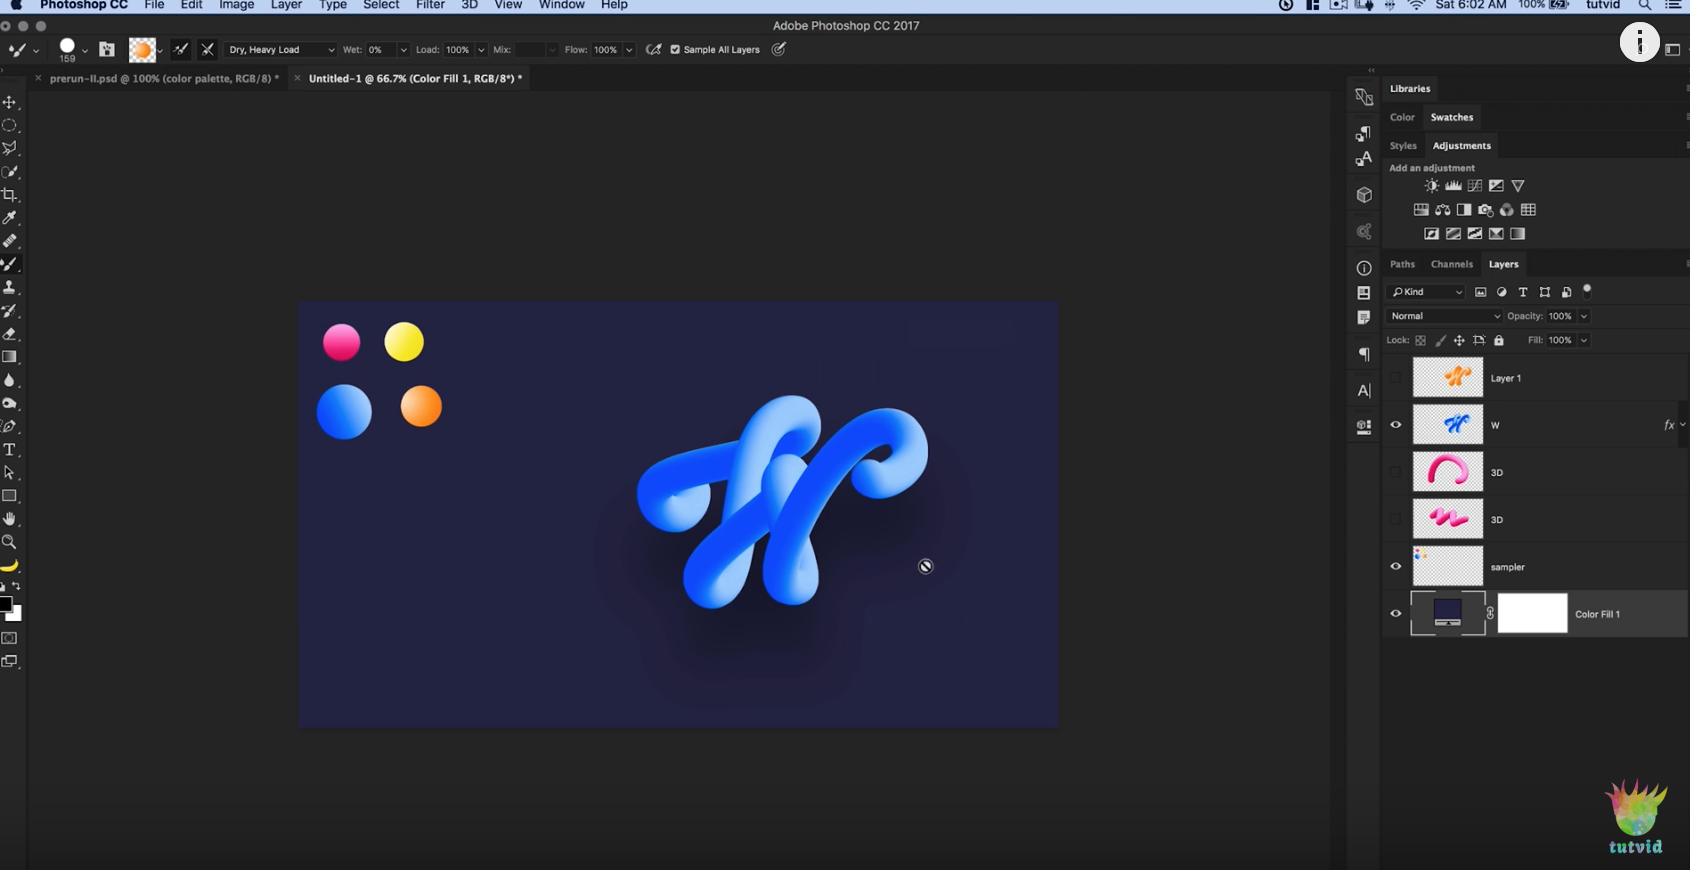 Photoshop CC File Edit Image Layer Type Select Filter 3D View Window Help 100% Sat 6:02 AM tutvid
Adobe Photoshop CC 2017
159 Dry, Heavy Load Wet: 0% Load: 100% Mix: Flow: 100% Sample All Layers
× prerun-II.psd @ 100% (color palette, RGB/8) * × Untitled-1 @ 66.7% (Color Fill 1, RGB/8*) *
Libraries
Color Swatches
Styles Adjustments
Add an adjustment
Paths Channels Layers
Kind
Normal Opacity: 100%
Lock: Fill: 100%
Layer 1
W fx
3D
3D
sampler
Color Fill 1
tutvid